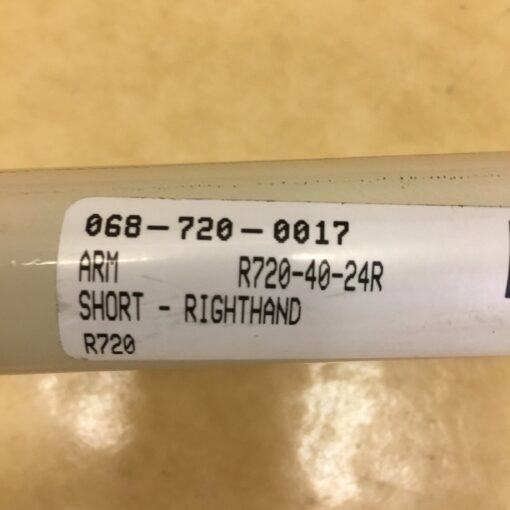 068-720-0017
ARM R720-40-24R
SHORT - RIGHTHAND
R720